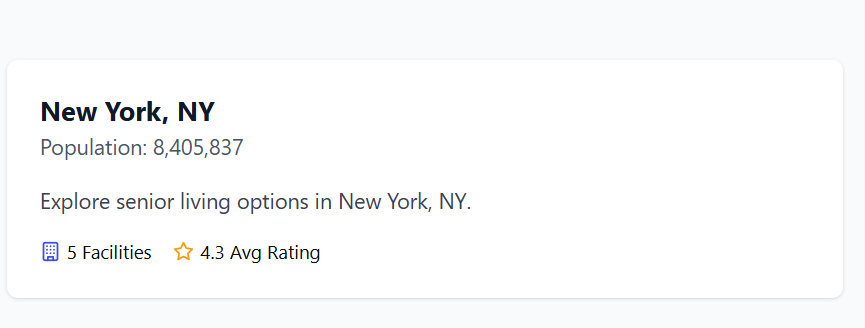 New York, NY
Population: 8,405,837
Explore senior living options in New York, NY.
5 Facilities 4.3 Avg Rating